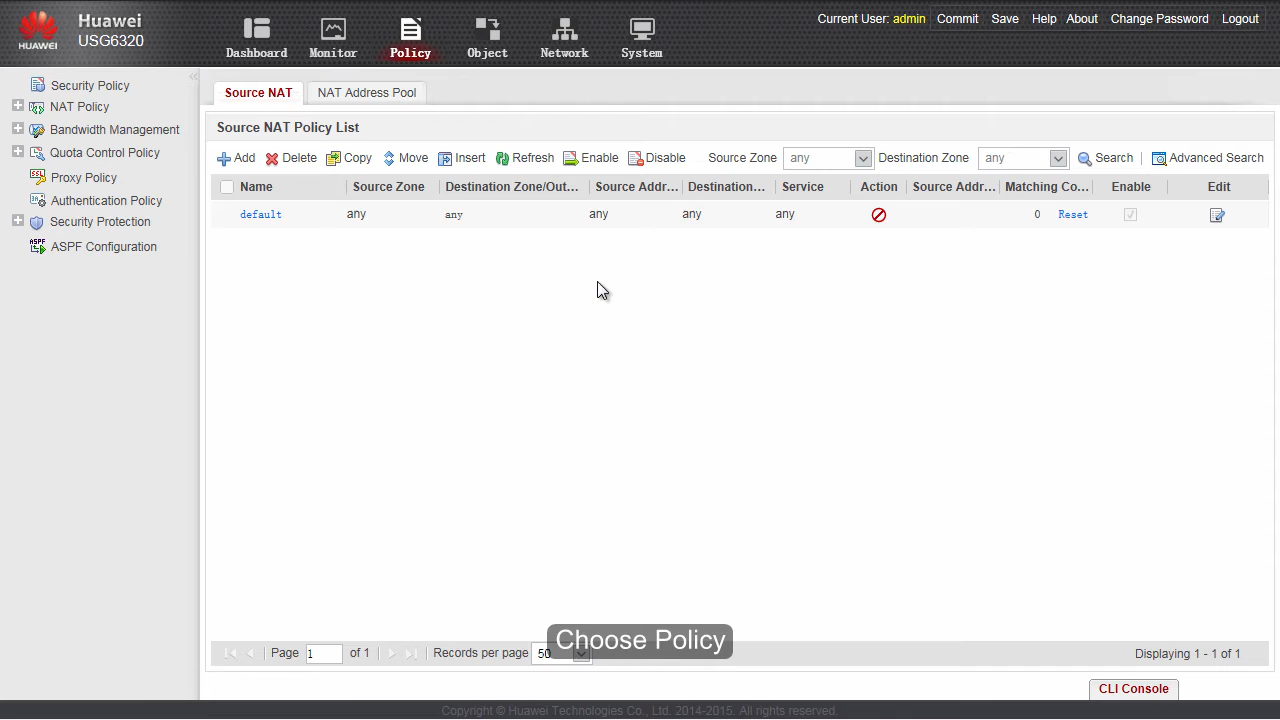 HUAWEI
Huawei
USG6320
Dashboard
Monitor
Policy
Object
Network
System
Current User: admin Commit Save Help About Change Password Logout
Security Policy
NAT Policy
Bandwidth Management
Quota Control Policy
Proxy Policy
Authentication Policy
Security Protection
ASPF Configuration
Source NAT
NAT Address Pool
Source NAT Policy List
Add Delete Copy Move Insert Refresh Enable Disable Source Zone any Destination Zone any Search Advanced Search
Name Source Zone Destination Zone/Out... Source Addr... Destination... Service Action Source Addr... Matching Co... Enable Edit
default any any any any any 0 Reset
Choose Policy
Page 1 of 1 Records per page 50 Displaying 1 - 1 of 1
CLI Console
Copyright © Huawei Technologies Co., Ltd. 2014-2015. All rights reserved.